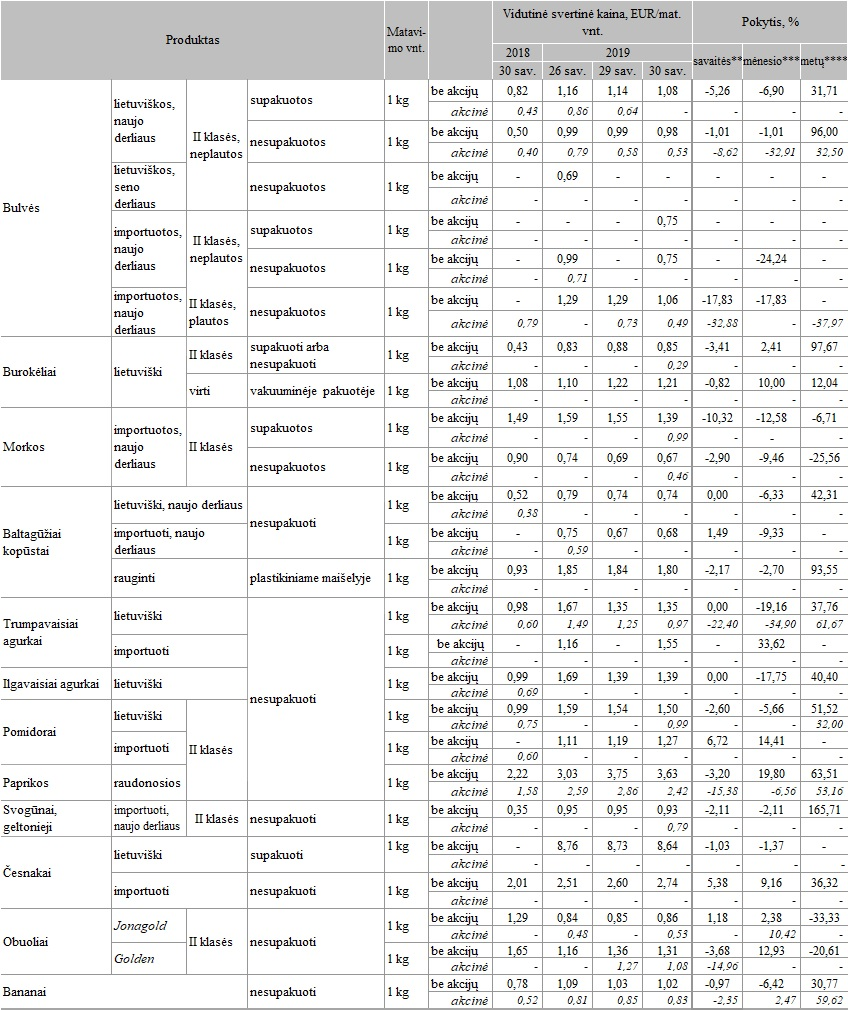 Produktas Matavi-mo vnt. Vidutinė svertinė kaina, EUR/mat. vnt. Pokytis, %
2018 2019 savaitės** mėnesio*** metų****
30 sav. 26 sav. 29 sav. 30 sav.
Bulvės lietuviškos, naujo derliaus II klasės, neplautos supakuotos 1 kg be akcijų 0,82 1,16 1,14 1,08 -5,26 -6,90 31,71
akcinė 0,43 0,86 0,64 - - - -
nesupakuotos 1 kg be akcijų 0,50 0,99 0,99 0,98 -1,01 -1,01 96,00
akcinė 0,40 0,79 0,58 0,53 -8,62 -32,91 32,50
lietuviškos, seno derliaus nesupakuotos 1 kg be akcijų - 0,69 - - - - -
akcinė - - - - - - -
importuotos, naujo derliaus II klasės, neplautos supakuotos 1 kg be akcijų - - - 0,75 - - -
akcinė - - - - - - -
nesupakuotos 1 kg be akcijų - 0,99 - 0,75 - -24,24 -
akcinė - 0,71 - - - - -
importuotos, naujo derliaus II klasės, plautos nesupakuotos 1 kg be akcijų - 1,29 1,29 1,06 -17,83 -17,83 -
akcinė 0,79 - 0,73 0,49 -32,88 - -37,97
Burokėliai lietuviški II klasės supakuoti arba nesupakuoti 1 kg be akcijų 0,43 0,83 0,88 0,85 -3,41 2,41 97,67
akcinė - - - 0,29 - - -
virti vakuuminėje pakuotėje 1 kg be akcijų 1,08 1,10 1,22 1,21 -0,82 10,00 12,04
akcinė - - - - - - -
Morkos importuotos, naujo derliaus II klasės supakuotos 1 kg be akcijų 1,49 1,59 1,55 1,39 -10,32 -12,58 -6,71
akcinė - - - 0,99 - - -
nesupakuotos 1 kg be akcijų 0,90 0,74 0,69 0,67 -2,90 -9,46 -25,56
akcinė - - - 0,46 - - -
Baltagūžiai kopūstai lietuviški, naujo derliaus nesupakuoti 1 kg be akcijų 0,52 0,79 0,74 0,74 0,00 -6,33 42,31
akcinė 0,38 - - - - - -
importuoti, naujo derliaus 1 kg be akcijų - 0,75 0,67 0,68 1,49 -9,33 -
akcinė - 0,59 - - - - -
rauginti plastikiniame maišelyje 1 kg be akcijų 0,93 1,85 1,84 1,80 -2,17 -2,70 93,55
akcinė - - - - - - -
Trumpavaisiai agurkai lietuviški nesupakuoti 1 kg be akcijų 0,98 1,67 1,35 1,35 0,00 -19,16 37,76
akcinė 0,60 1,49 1,25 0,97 -22,40 -34,90 61,67
importuoti 1 kg be akcijų - 1,16 - 1,55 - 33,62 -
akcinė - - - - - - -
Ilgavaisiai agurkai lietuviški 1 kg be akcijų 0,99 1,69 1,39 1,39 0,00 -17,75 40,40
akcinė 0,69 - - - - - -
Pomidorai lietuviški II klasės 1 kg be akcijų 0,99 1,59 1,54 1,50 -2,60 -5,66 51,52
akcinė 0,75 - - 0,99 - - 32,00
importuoti 1 kg be akcijų - 1,11 1,19 1,27 6,72 14,41 -
akcinė 0,60 - - - - - -
Paprikos raudonosios 1 kg be akcijų 2,22 3,03 3,75 3,63 -3,20 19,80 63,51
akcinė 1,58 2,59 2,86 2,42 -15,38 -6,56 53,16
Svogūnai, geltonieji importuoti, naujo derliaus II klasės nesupakuoti 1 kg be akcijų 0,35 0,95 0,95 0,93 -2,11 -2,11 165,71
akcinė - - - 0,79 - - -
Česnakai lietuviški supakuoti 1 kg be akcijų - 8,76 8,73 8,64 -1,03 -1,37 -
akcinė - - - - - - -
importuoti nesupakuoti 1 kg be akcijų 2,01 2,51 2,60 2,74 5,38 9,16 36,32
akcinė - - - - - - -
Obuoliai Jonagold II klasės nesupakuoti 1 kg be akcijų 1,29 0,84 0,85 0,86 1,18 2,38 -33,33
akcinė - 0,48 - 0,53 - 10,42 -
Golden 1 kg be akcijų 1,65 1,16 1,36 1,31 -3,68 12,93 -20,61
akcinė - - 1,27 1,08 -14,96 - -
Bananai nesupakuoti 1 kg be akcijų 0,78 1,09 1,03 1,02 -0,97 -6,42 30,77
akcinė 0,52 0,81 0,85 0,83 -2,35 2,47 59,62